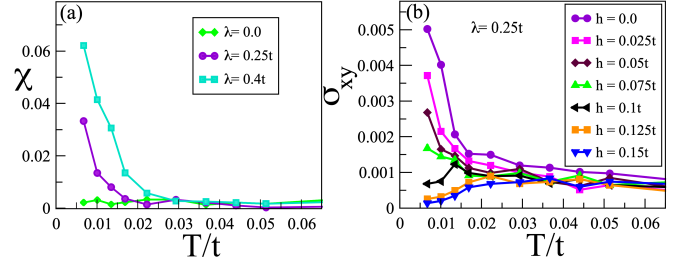 (a)
χ
0.06
0.04
0.02
0
0 0.01 0.02 0.03 0.04 0.05 0.06
T/t
λ= 0.0
λ= 0.25t
λ= 0.4t
(b)
λ= 0.25t
σxy
0.005
0.004
0.003
0.002
0.001
0
0 0.01 0.02 0.03 0.04 0.05 0.06
T/t
h = 0.0
h = 0.025t
h = 0.05t
h = 0.075t
h = 0.1t
h = 0.125t
h = 0.15t